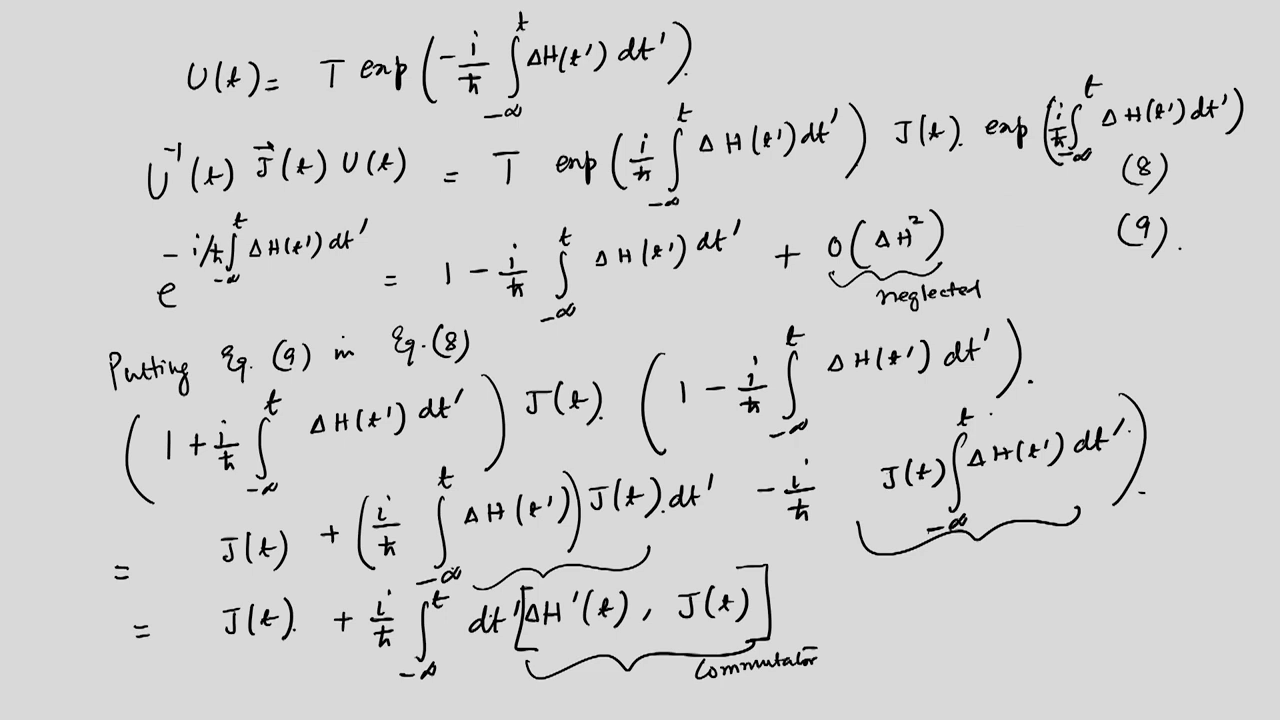 U(t) = T exp(-i/ħ ∫_{-∞}^{t} ΔH(t') dt').
U⁻¹(t) J⃗(t) U(t) = T exp(i/ħ ∫_{-∞}^{t} ΔH(t') dt') J(t). exp(i/ħ ∫_{-∞}^{t} ΔH(t') dt') (8)
e^{-i/ħ ∫_{-∞}^{t} ΔH(t') dt'} = 1 - i/ħ ∫_{-∞}^{t} ΔH(t') dt' + O(ΔH²) (9).
neglected
Putting Eq. (9) in Eq. (8)
(1 + i/ħ ∫_{-∞}^{t} ΔH(t') dt') J(t). (1 - i/ħ ∫_{-∞}^{t} ΔH(t') dt').
= J(t) + (i/ħ ∫_{-∞}^{t} ΔH(t')) J(t). dt' - i/ħ J(t) ∫_{-∞}^{t} ΔH(t') dt'.).
= J(t). + i/ħ ∫_{-∞}^{t} dt' [ΔH'(t), J(t)]
Commutator